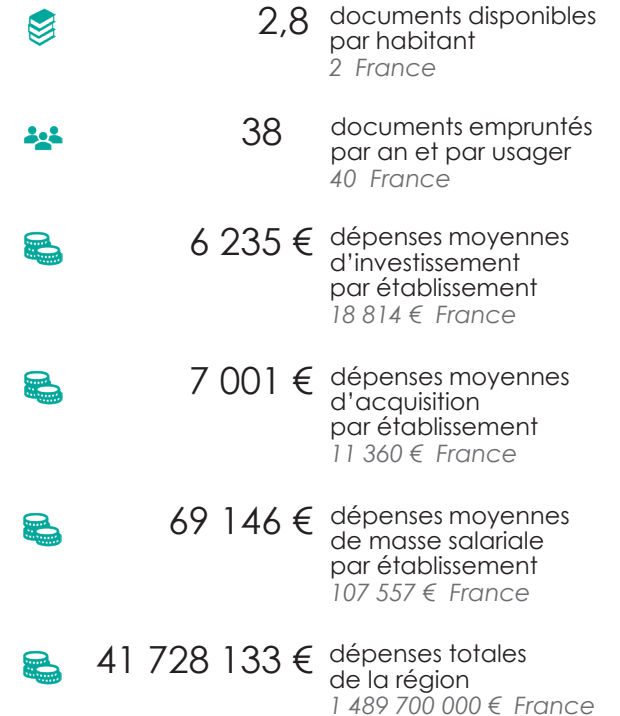 2,8 documents disponibles
par habitant
2 France
38 documents empruntés
par an et par usager
40 France
6 235 € dépenses moyennes
d’investissement
par établissement
18 814 € France
7 001 € dépenses moyennes
d’acquisition
par établissement
11 360 € France
69 146 € dépenses moyennes
de masse salariale
par établissement
107 557 € France
41 728 133 € dépenses totales
de la région
1 489 700 000 € France